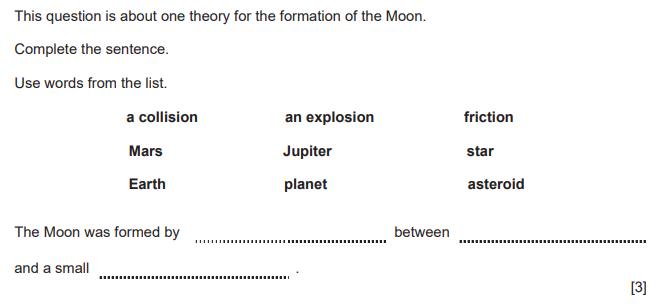 This question is about one theory for the formation of the Moon.
Complete the sentence.
Use words from the list.
a collision an explosion friction
Mars Jupiter star
Earth planet asteroid
The Moon was formed by ........................ between ........................
and a small ........................ .
[3]